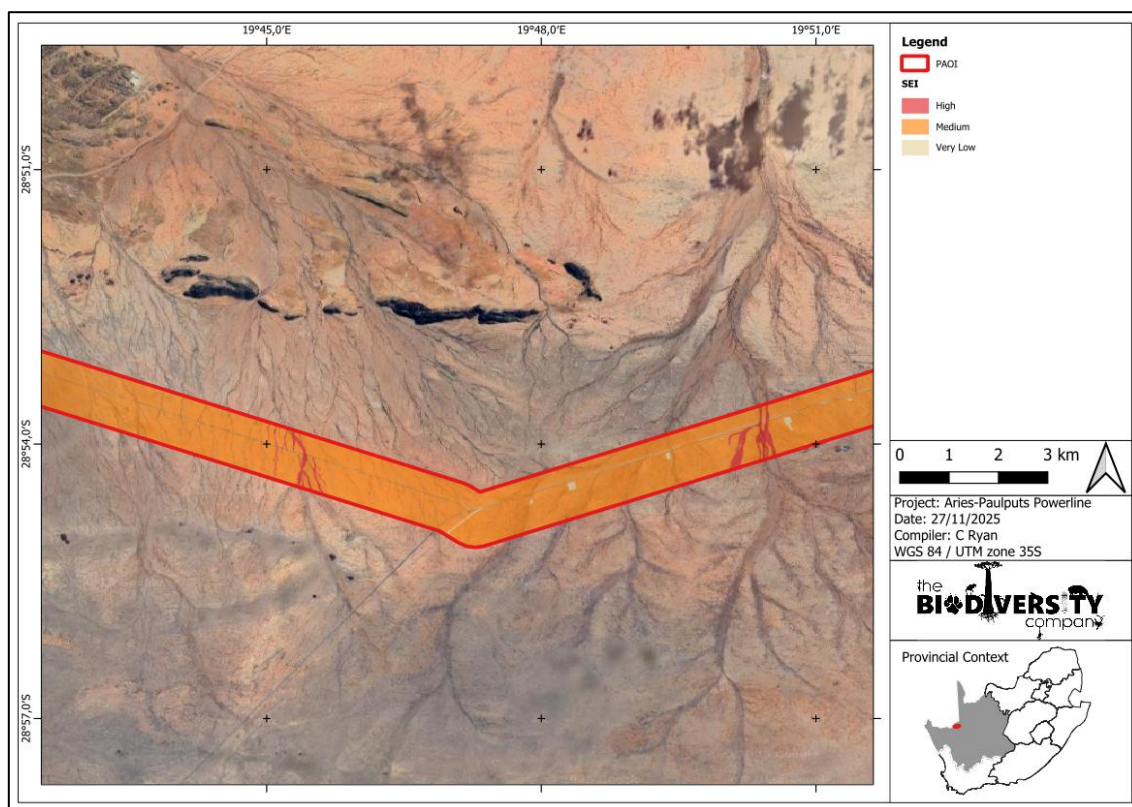 19°45,0'E
19°48,0'E
19°51,0'E
28°51,0'S
28°54,0'S
28°57,0'S
Legend
PAOI
SEI
High
Medium
Very Low
0 1 2 3 km
Project: Aries-Paulputs Powerline
Date: 27/11/2025
Compiler: C Ryan
WGS 84 / UTM zone 35S
the
BIODIVERSITY
company
Provincial Context